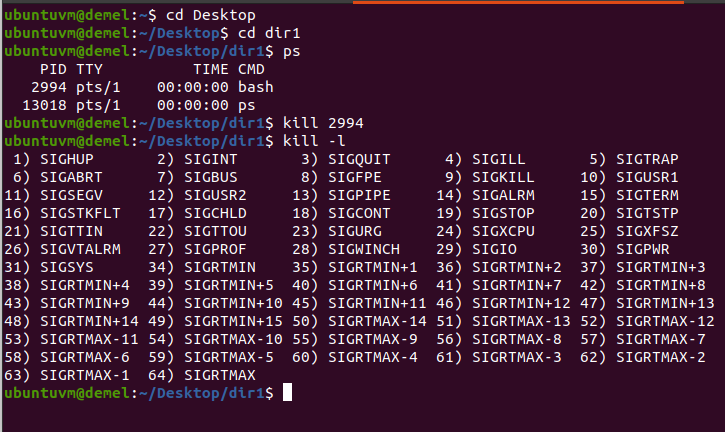 ubuntuvm@demel:~$ cd Desktop
ubuntuvm@demel:~/Desktop$ cd dir1
ubuntuvm@demel:~/Desktop/dir1$ ps
    PID TTY          TIME CMD
   2994 pts/1    00:00:00 bash
  13018 pts/1    00:00:00 ps
ubuntuvm@demel:~/Desktop/dir1$ kill 2994
ubuntuvm@demel:~/Desktop/dir1$ kill -l
 1) SIGHUP	 2) SIGINT	 3) SIGQUIT	 4) SIGILL	 5) SIGTRAP
 6) SIGABRT	 7) SIGBUS	 8) SIGFPE	 9) SIGKILL	10) SIGUSR1
11) SIGSEGV	12) SIGUSR2	13) SIGPIPE	14) SIGALRM	15) SIGTERM
16) SIGSTKFLT	17) SIGCHLD	18) SIGCONT	19) SIGSTOP	20) SIGTSTP
21) SIGTTIN	22) SIGTTOU	23) SIGURG	24) SIGXCPU	25) SIGXFSZ
26) SIGVTALRM	27) SIGPROF	28) SIGWINCH	29) SIGIO	30) SIGPWR
31) SIGSYS	34) SIGRTMIN	35) SIGRTMIN+1	36) SIGRTMIN+2	37) SIGRTMIN+3
38) SIGRTMIN+4	39) SIGRTMIN+5	40) SIGRTMIN+6	41) SIGRTMIN+7	42) SIGRTMIN+8
43) SIGRTMIN+9	44) SIGRTMIN+10	45) SIGRTMIN+11	46) SIGRTMIN+12	47) SIGRTMIN+13
48) SIGRTMIN+14	49) SIGRTMIN+15	50) SIGRTMAX-14	51) SIGRTMAX-13	52) SIGRTMAX-12
53) SIGRTMAX-11	54) SIGRTMAX-10	55) SIGRTMAX-9	56) SIGRTMAX-8	57) SIGRTMAX-7
58) SIGRTMAX-6	59) SIGRTMAX-5	60) SIGRTMAX-4	61) SIGRTMAX-3	62) SIGRTMAX-2
63) SIGRTMAX-1	64) SIGRTMAX
ubuntuvm@demel:~/Desktop/dir1$